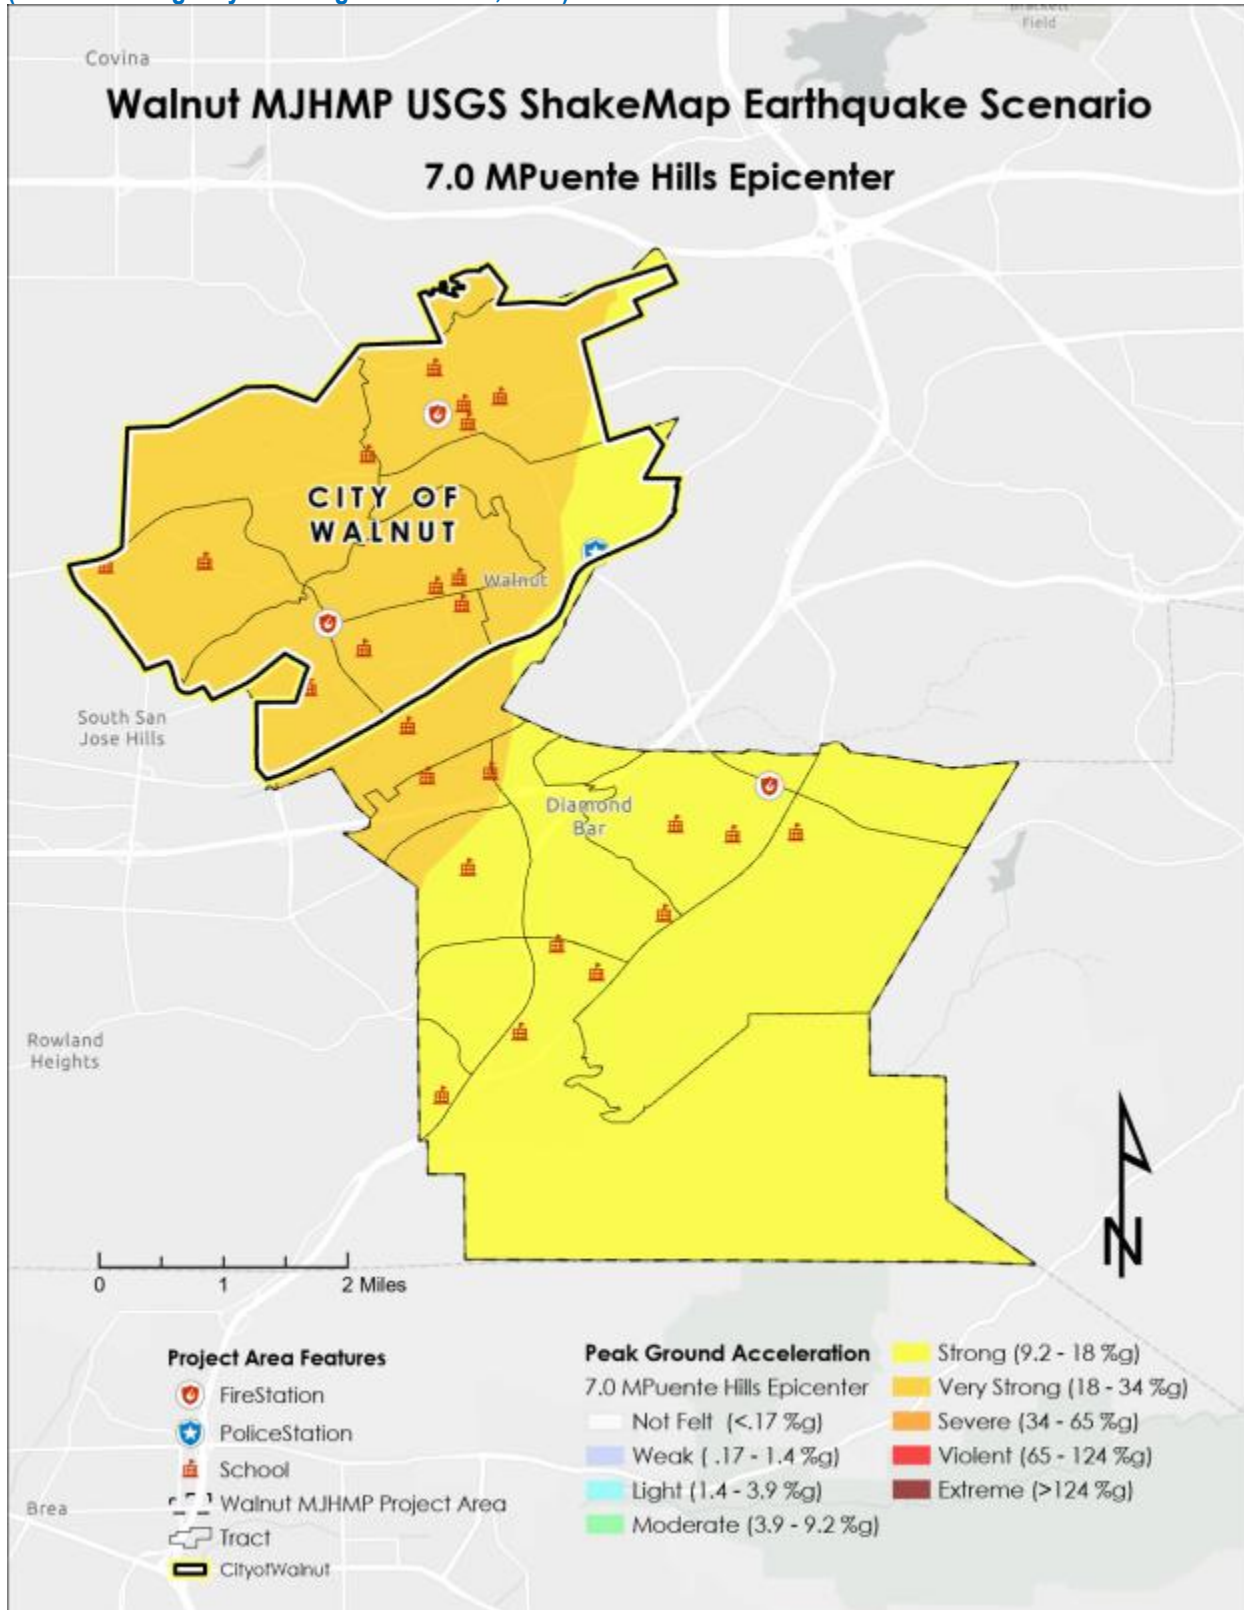 Covina
Field
Walnut MJHMP USGS ShakeMap Earthquake Scenario
7.0 MPuente Hills Epicenter
CITY OF
WALNUT
Walnut
South San
Jose Hills
Diamond
Bar
Rowland
Heights
N
0 1 2 Miles
Project Area Features
FireStation
PoliceStation
School
Walnut MJHMP Project Area
Tract
CityofWalnut
Peak Ground Acceleration
7.0 MPuente Hills Epicenter
Not Felt (<.17 %g)
Weak ( .17 - 1.4 %g)
Light (1.4 - 3.9 %g)
Moderate (3.9 - 9.2 %g)
Strong (9.2 - 18 %g)
Very Strong (18 - 34 %g)
Severe (34 - 65 %g)
Violent (65 - 124 %g)
Extreme (>124 %g)
Brea